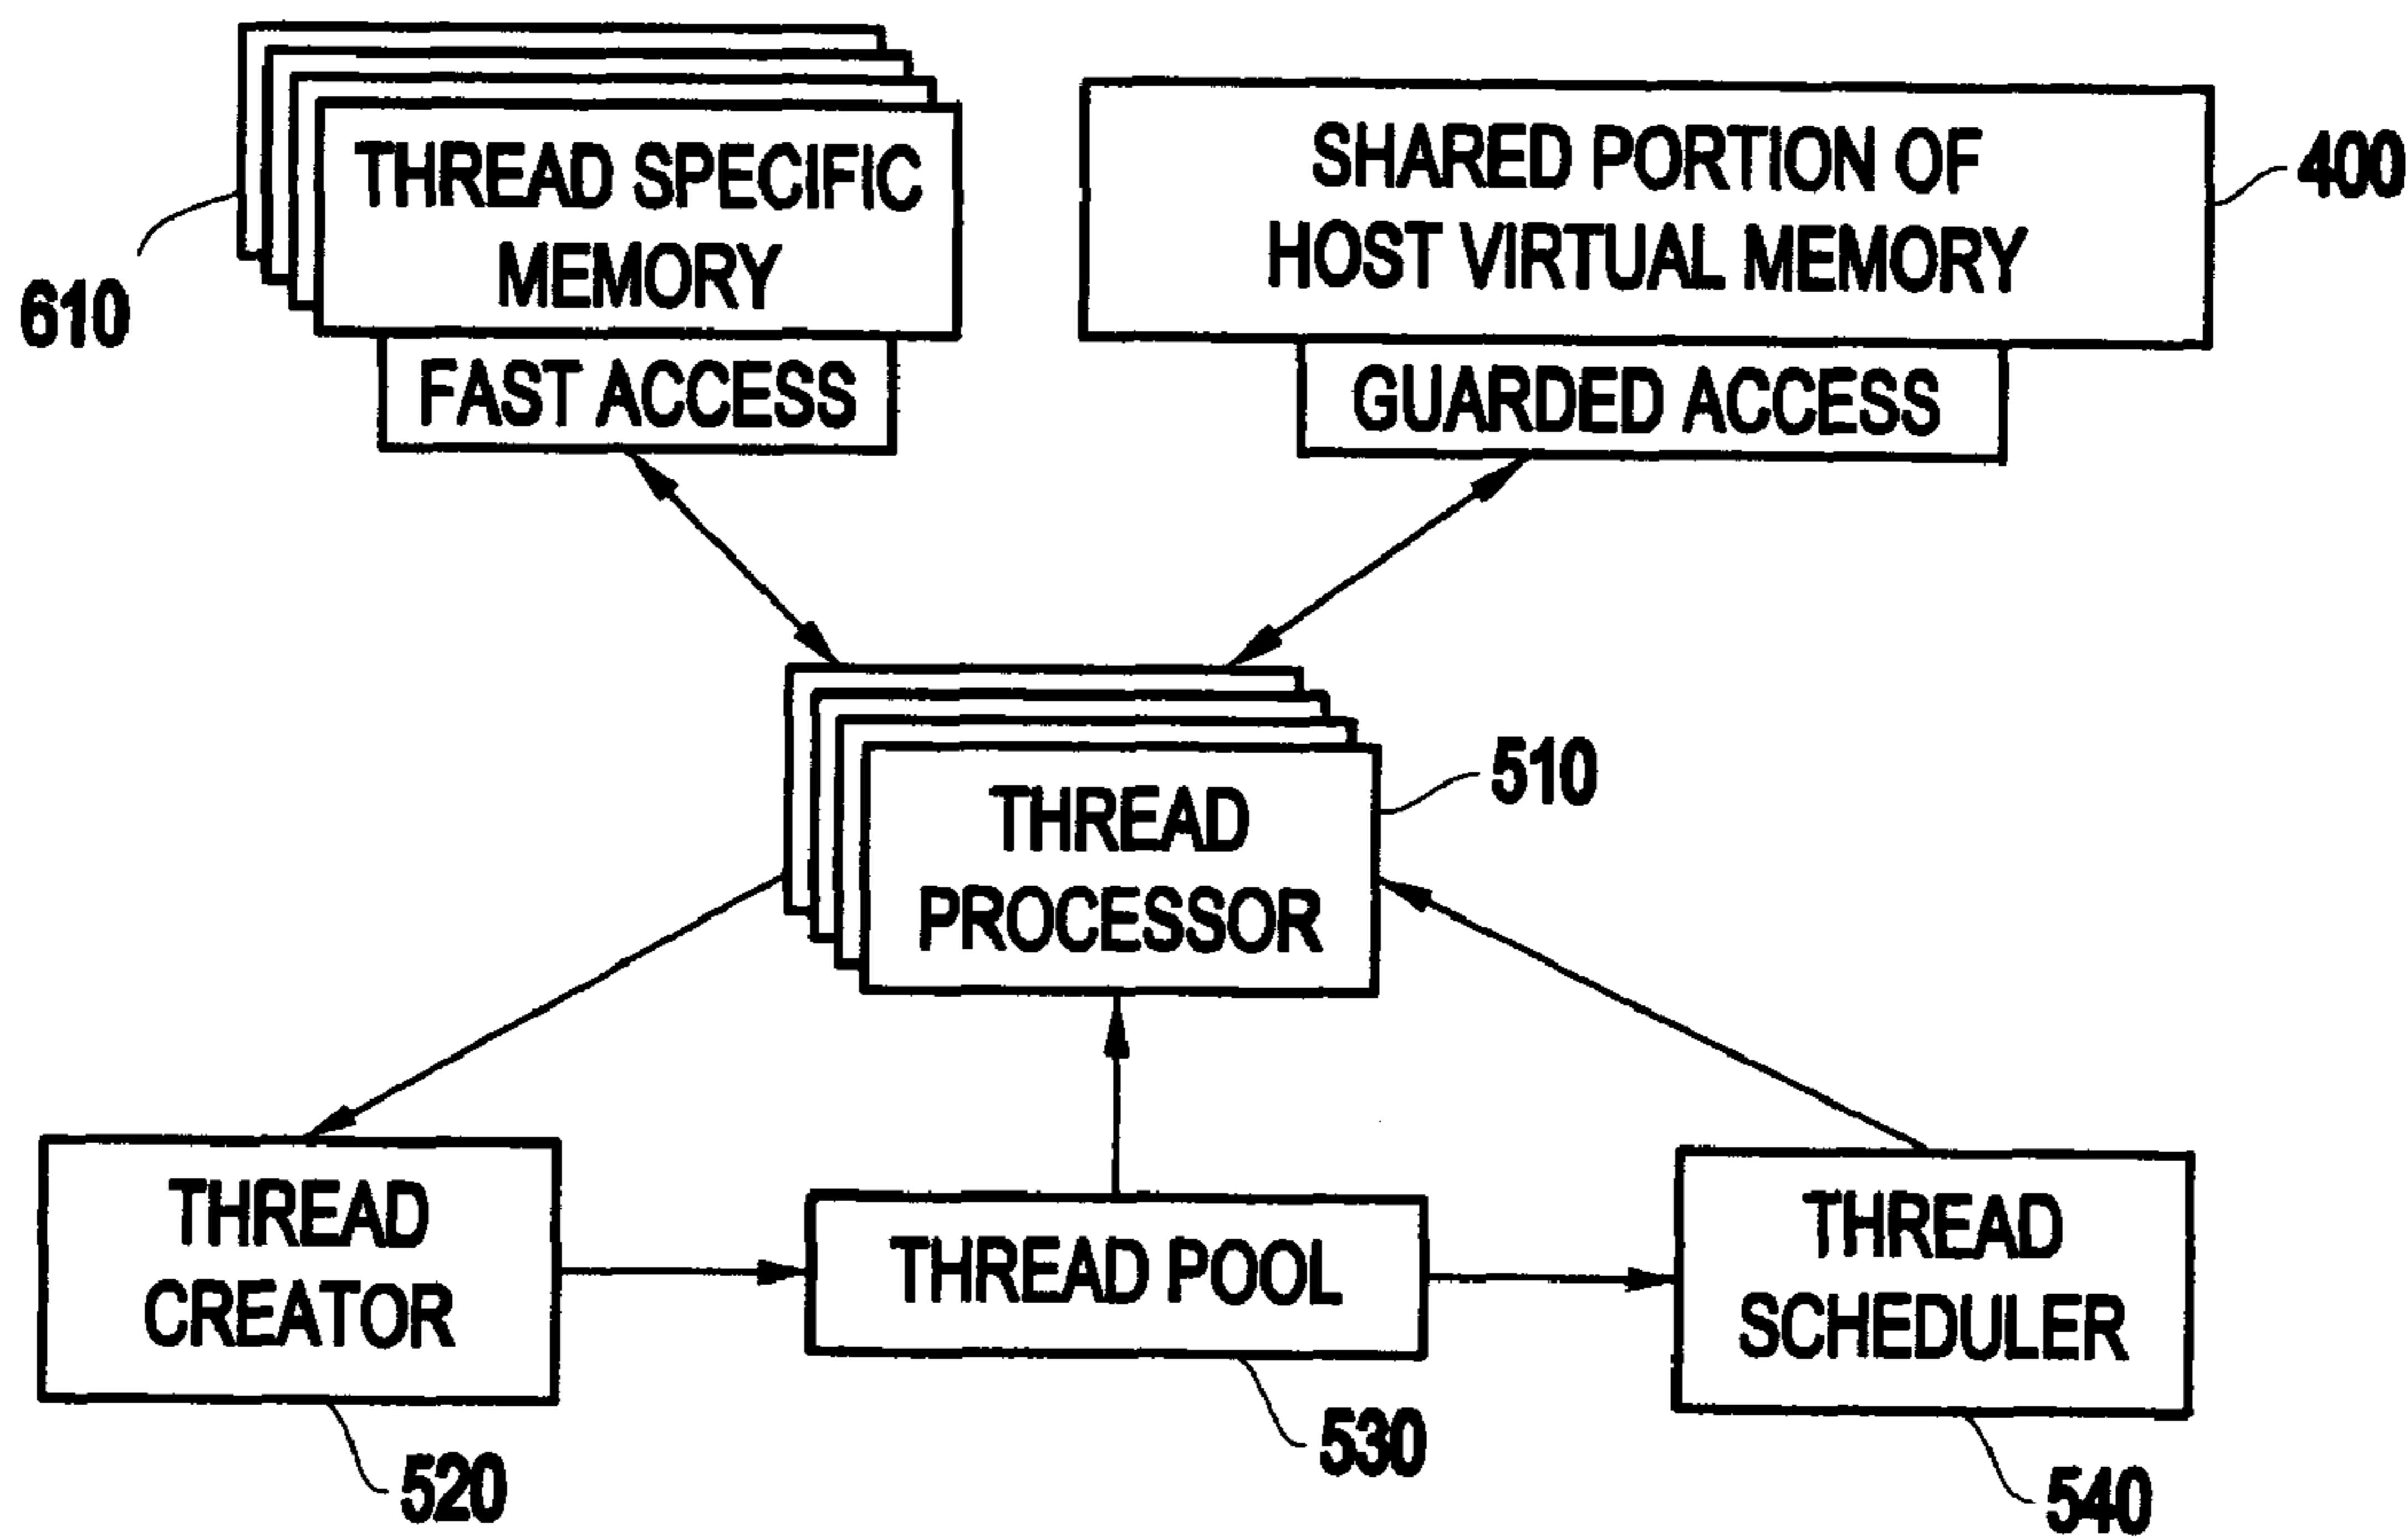 THREAD SPECIFIC
MEMORY
610
FAST ACCESS
SHARED PORTION OF
HOST VIRTUAL MEMORY
400
GUARDED ACCESS
THREAD
PROCESSOR
510
THREAD
CREATOR
520
THREAD POOL
530
THREAD
SCHEDULER
540